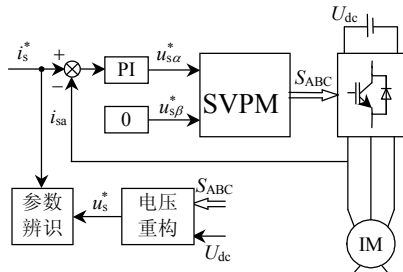 U_dc
i_s^*
+
−
PI
u_sα^*
i_sa
0
u_sβ^*
SVPM
S_ABC
参数
辨识
u_s^*
电压
重构
S_ABC
U_dc
IM